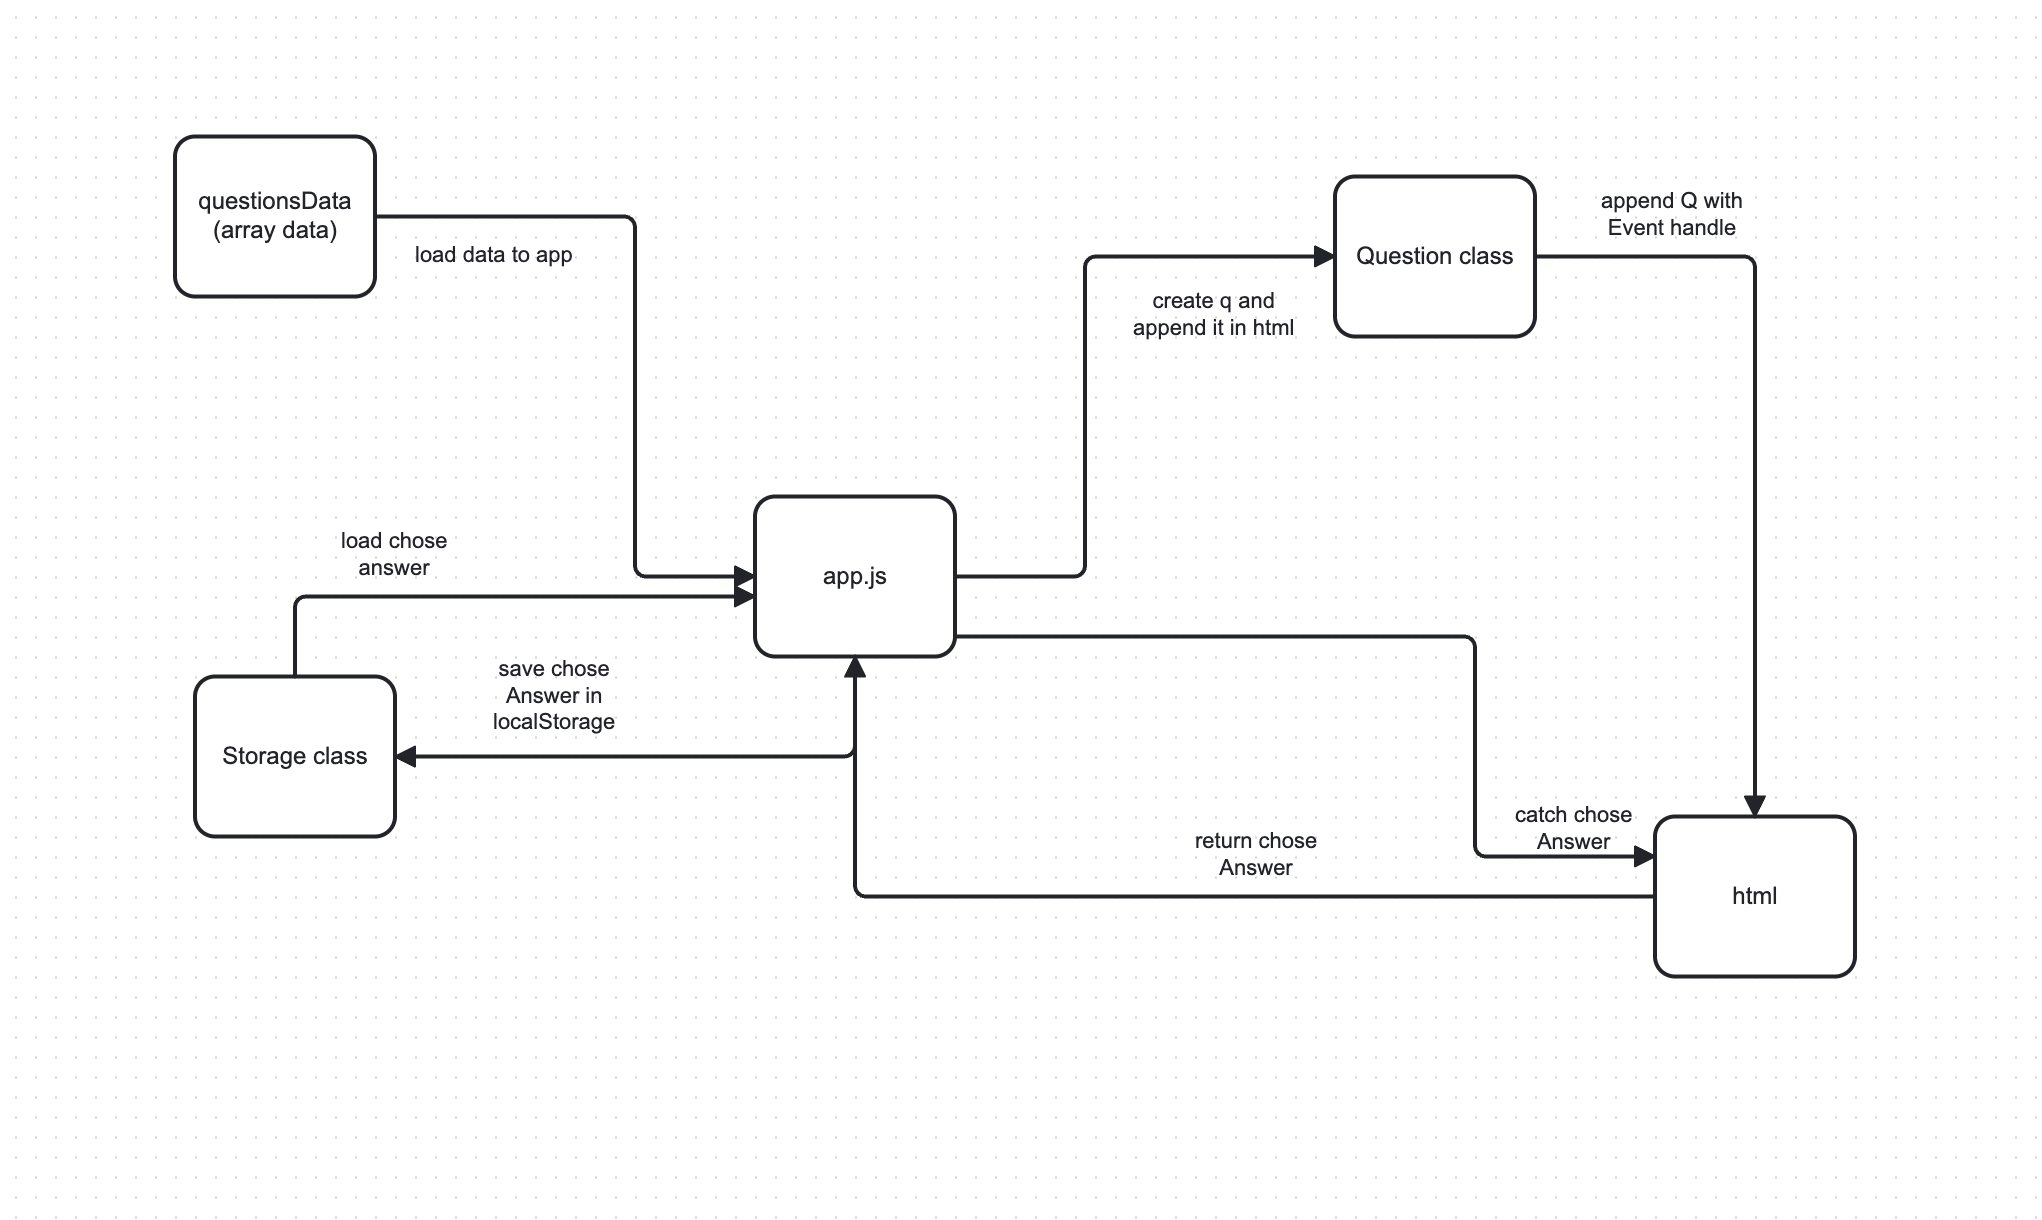 questionsData
(array data)
load data to app
append Q with
Event handle
Question class
create q and
append it in html
load chose
answer
app.js
save chose
Answer in
localStorage
Storage class
catch chose
Answer
return chose
Answer
html